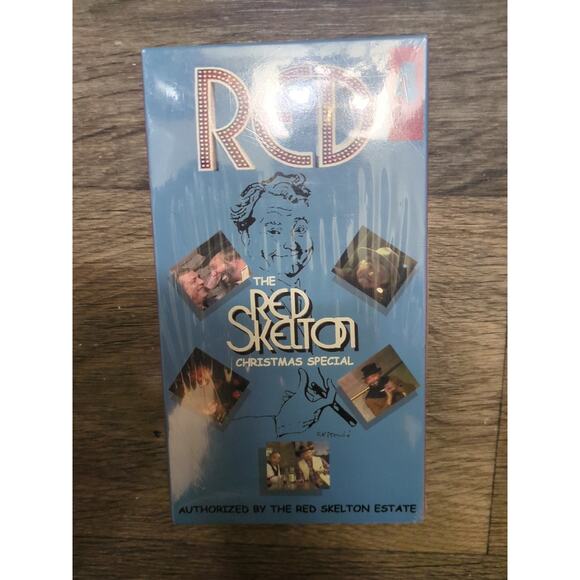 RED
THE
RED
SKELTON
CHRISTMAS SPECIAL
AUTHORIZED BY THE RED SKELTON ESTATE